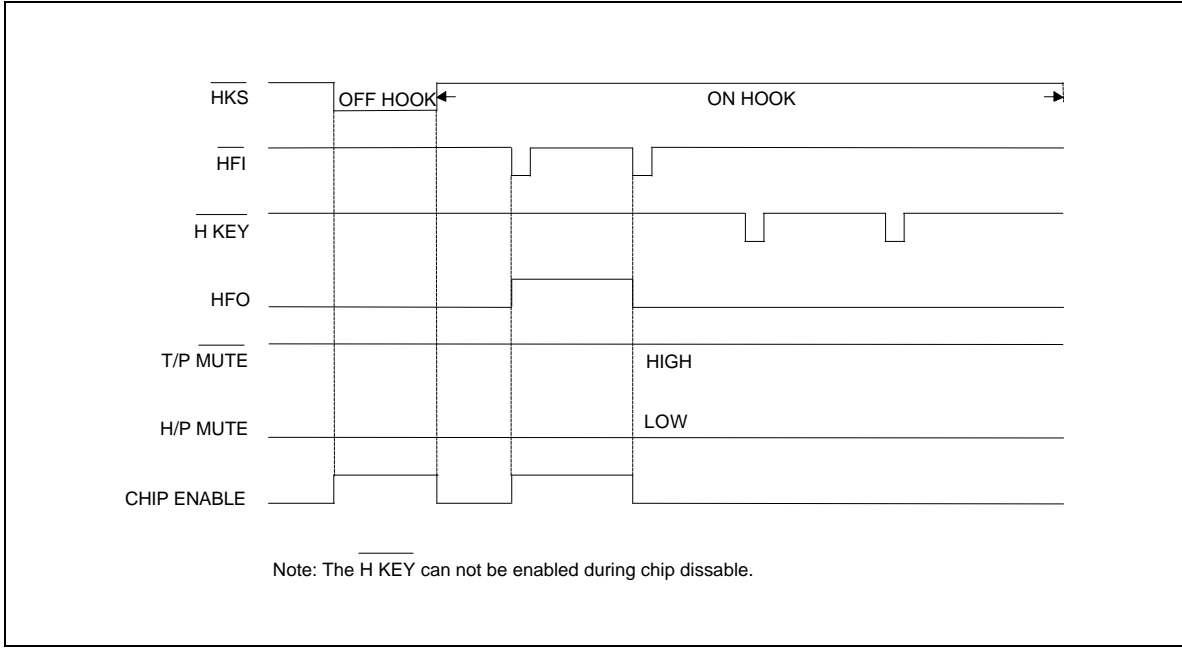 HKS
OFF HOOK
ON HOOK
HFI
H KEY
HFO
T/P MUTE
HIGH
H/P MUTE
LOW
CHIP ENABLE
Note: The H KEY can not be enabled during chip dissable.